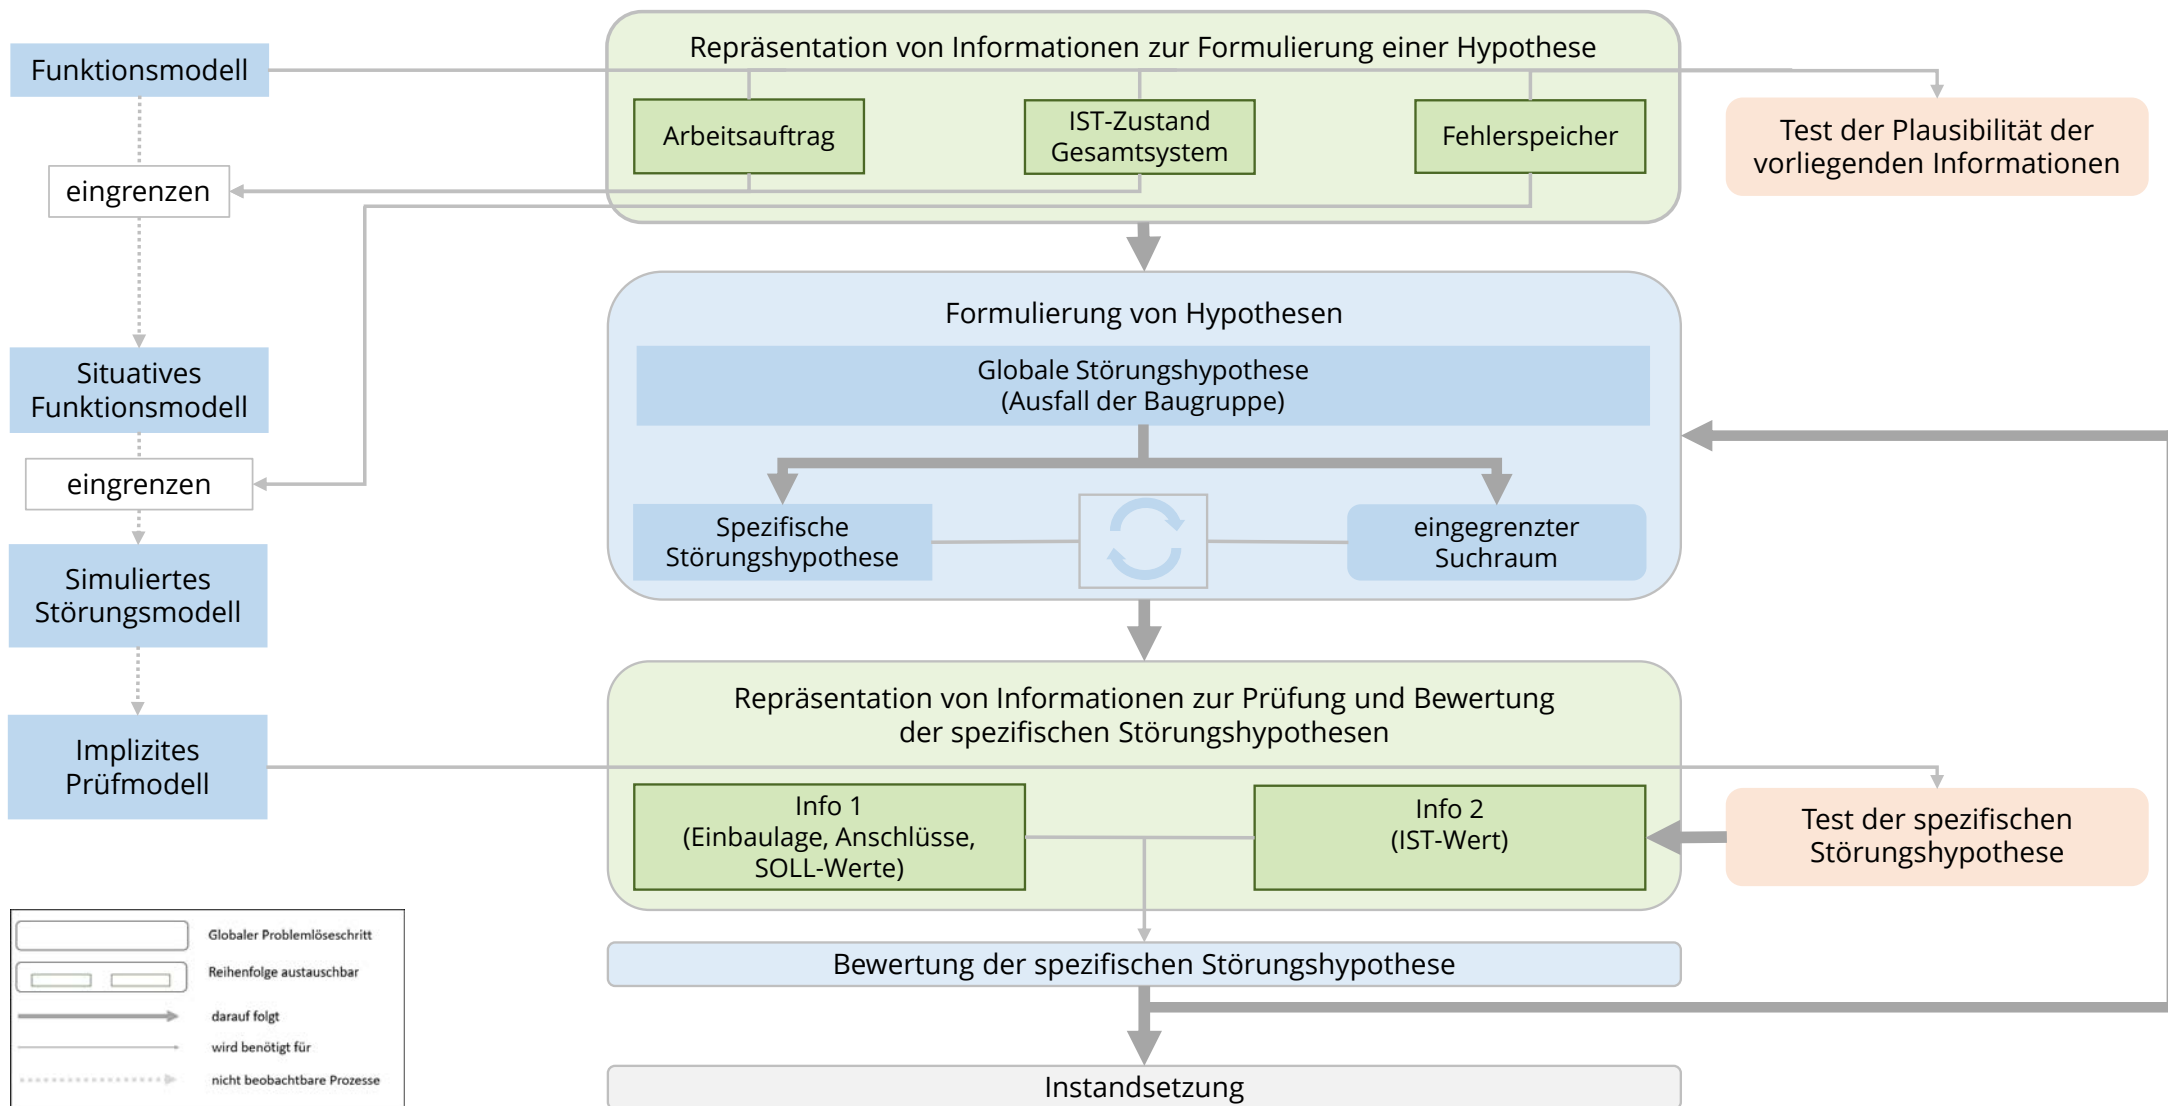 Funktionsmodell
eingrenzen
Situatives
Funktionsmodell
eingrenzen
Simuliertes
Störungsmodell
Implizites
Prüfmodell
Repräsentation von Informationen zur Formulierung einer Hypothese
Arbeitsauftrag
IST-Zustand
Gesamtsystem
Fehlerspeicher
Test der Plausibilität der
vorliegenden Informationen
Formulierung von Hypothesen
Globale Störungshypothese
(Ausfall der Baugruppe)
Spezifische
Störungshypothese
eingegrenzter
Suchraum
Repräsentation von Informationen zur Prüfung und Bewertung
der spezifischen Störungshypothesen
Info 1
(Einbaulage, Anschlüsse,
SOLL-Werte)
Info 2
(IST-Wert)
Test der spezifischen
Störungshypothese
Bewertung der spezifischen Störungshypothese
Instandsetzung
Globaler Problemlöseschritt
Reihenfolge austauschbar
darauf folgt
wird benötigt für
nicht beobachtbare Prozesse